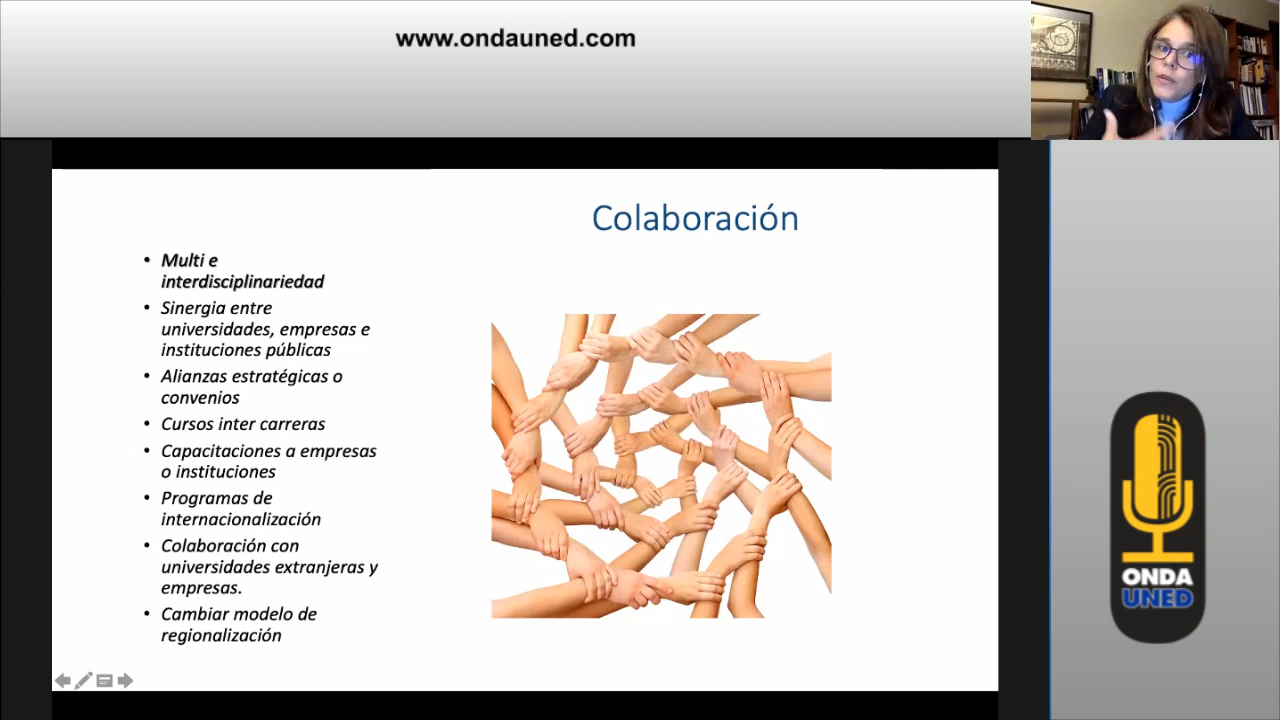 www.ondauned.com
Colaboración
• Multi e
interdisciplinariedad
• Sinergia entre
universidades, empresas e
instituciones públicas
• Alianzas estratégicas o
convenios
• Cursos inter carreras
• Capacitaciones a empresas
o instituciones
• Programas de
internacionalización
• Colaboración con
universidades extranjeras y
empresas.
• Cambiar modelo de
regionalización
ONDA
UNED